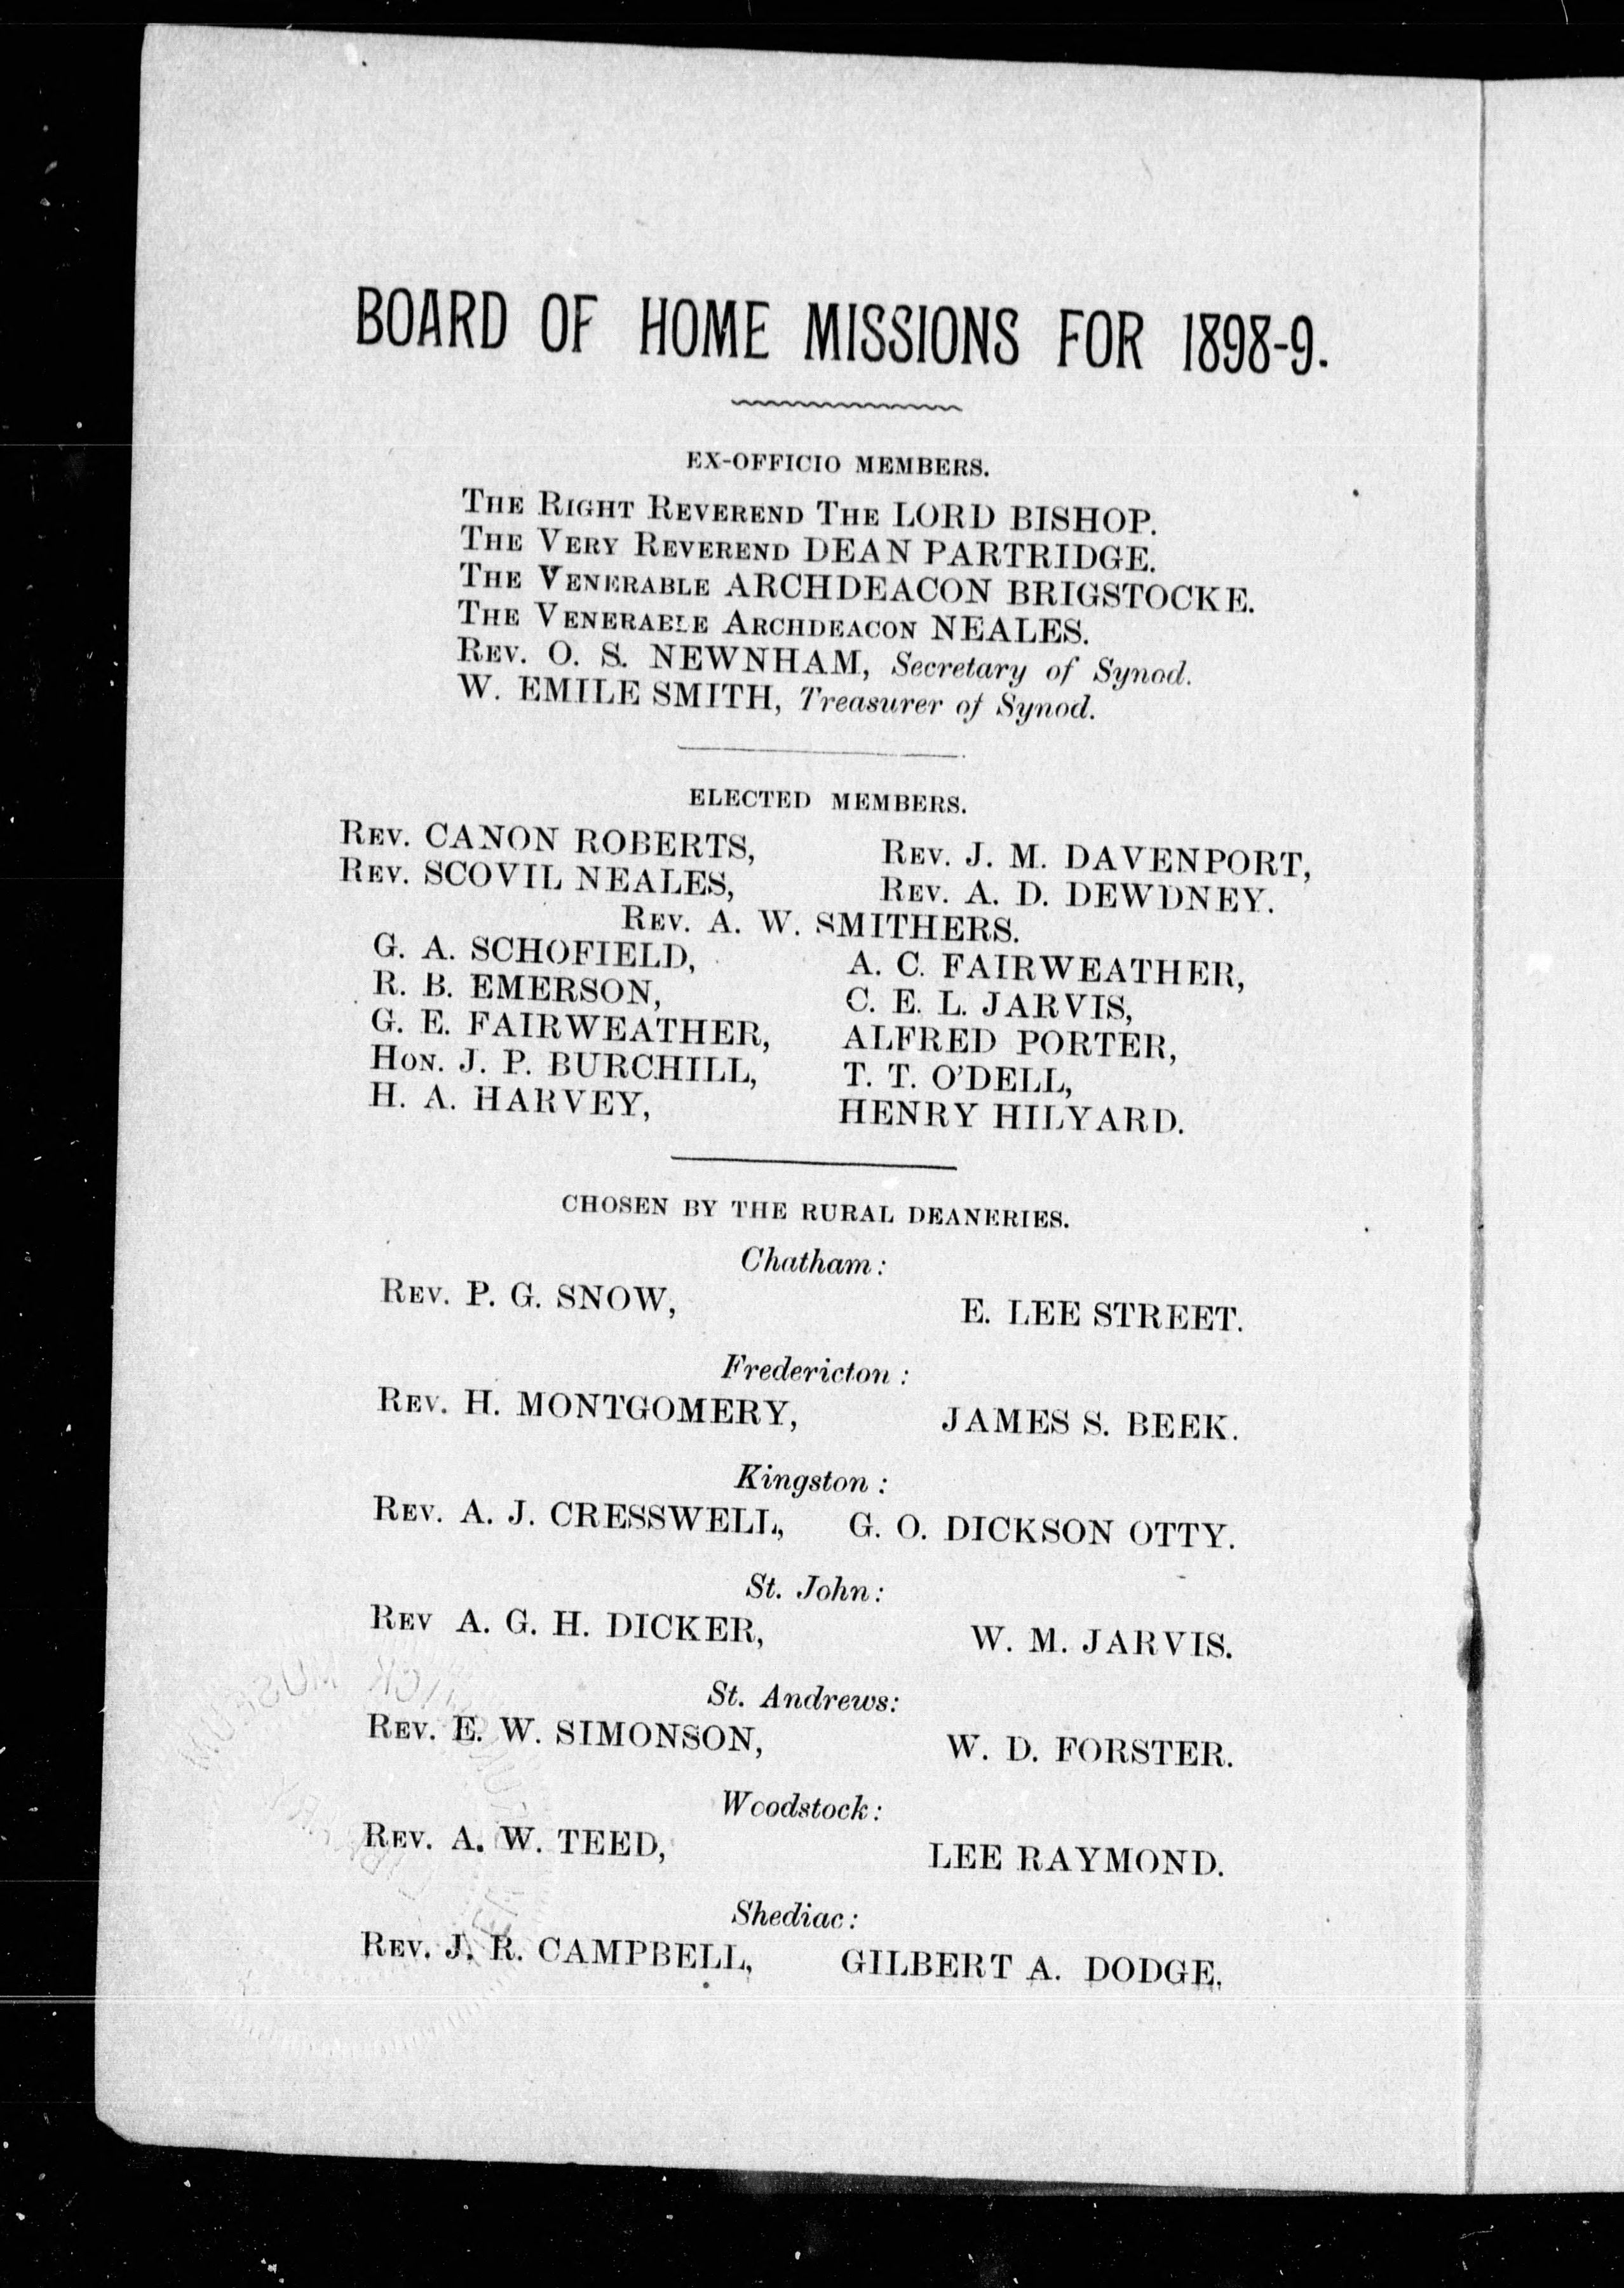 BOARD OF HOME MISSIONS FOR 1898-9.
EX-OFFICIO MEMBERS.
THE RIGHT REVEREND THE LORD BISHOP.
THE VERY REVEREND DEAN PARTRIDGE.
THE VENERABLE ARCHDEACON BRIGSTOCKE.
THE VENERABLE ARCHDEACON NEALES.
REV. O. S. NEWNHAM, Secretary of Synod.
W. EMILE SMITH, Treasurer of Synod.
ELECTED MEMBERS.
REV. CANON ROBERTS, REV. J. M. DAVENPORT,
REV. SCOVIL NEALES, REV. A. D. DEWDNEY.
REV. A. W. SMITHERS.
G. A. SCHOFIELD, A. C. FAIRWEATHER,
R. B. EMERSON, C. E. L. JARVIS,
G. E. FAIRWEATHER, ALFRED PORTER,
HON. J. P. BURCHILL, T. T. O'DELL,
H. A. HARVEY, HENRY HILYARD.
CHOSEN BY THE RURAL DEANERIES.
Chatham:
REV. P. G. SNOW, E. LEE STREET.
Fredericton:
REV. H. MONTGOMERY, JAMES S. BEEK.
Kingston:
REV. A. J. CRESSWELL, G. O. DICKSON OTTY.
St. John:
REV A. G. H. DICKER, W. M. JARVIS.
St. Andrews:
REV. E. W. SIMONSON, W. D. FORSTER.
Woodstock:
REV. A. W. TEED, LEE RAYMOND.
Shediac:
REV. J. R. CAMPBELL, GILBERT A. DODGE.